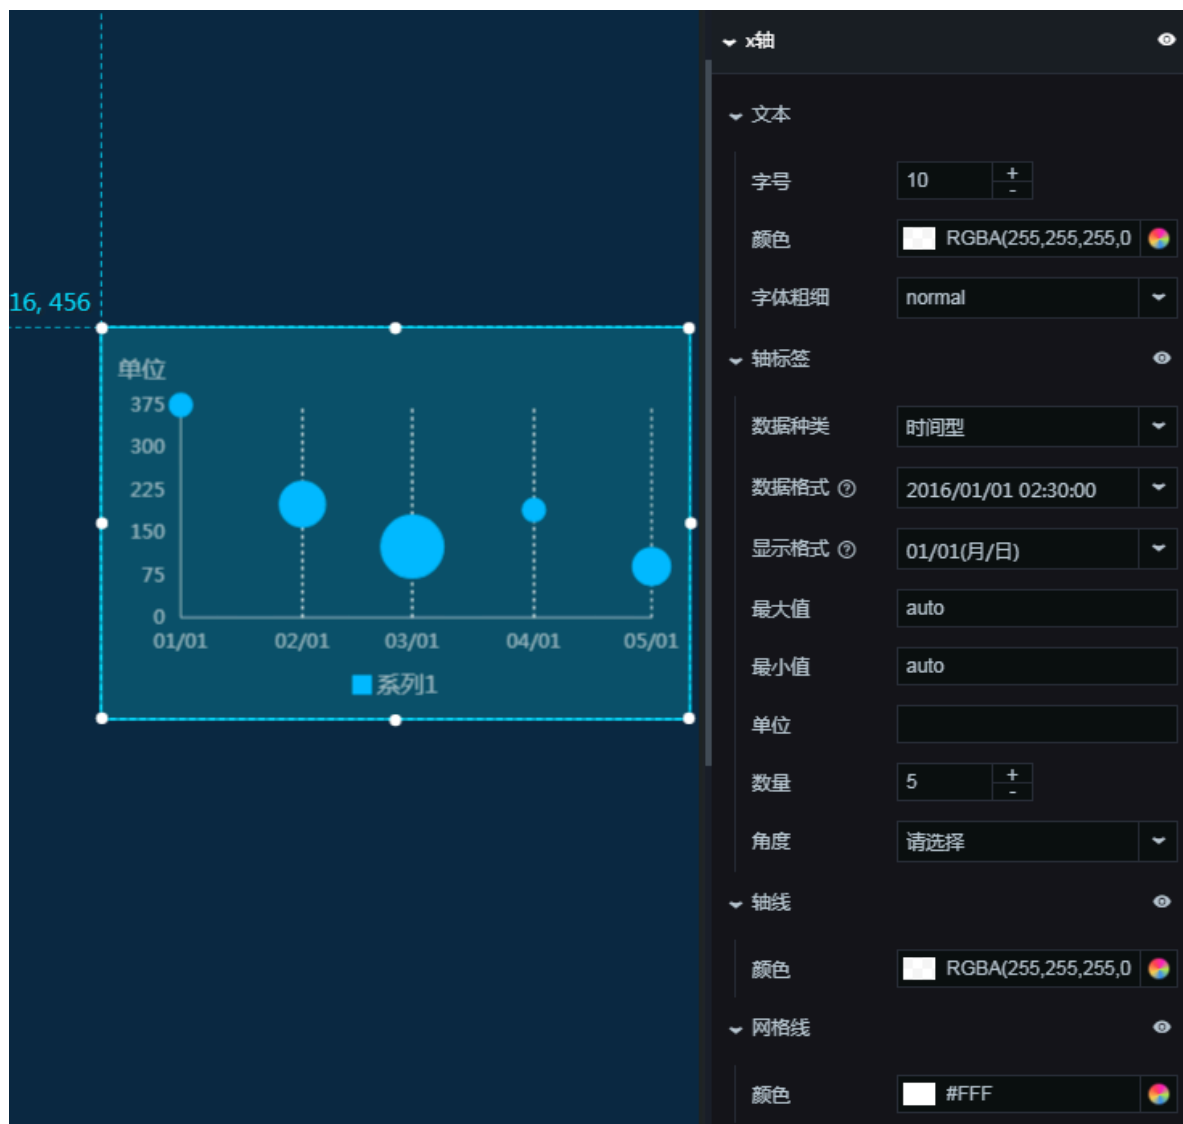 16, 456
单位
375
300
225
150
75
0
01/01 02/01 03/01 04/01 05/01
系列1
x轴
文本
字号 10 + -
颜色 RGBA(255,255,255,0
字体粗细 normal
轴标签
数据种类 时间型
数据格式 ? 2016/01/01 02:30:00
显示格式 ? 01/01(月/日)
最大值 auto
最小值 auto
单位
数量 5 + -
角度 请选择
轴线
颜色 RGBA(255,255,255,0
网格线
颜色 #FFF